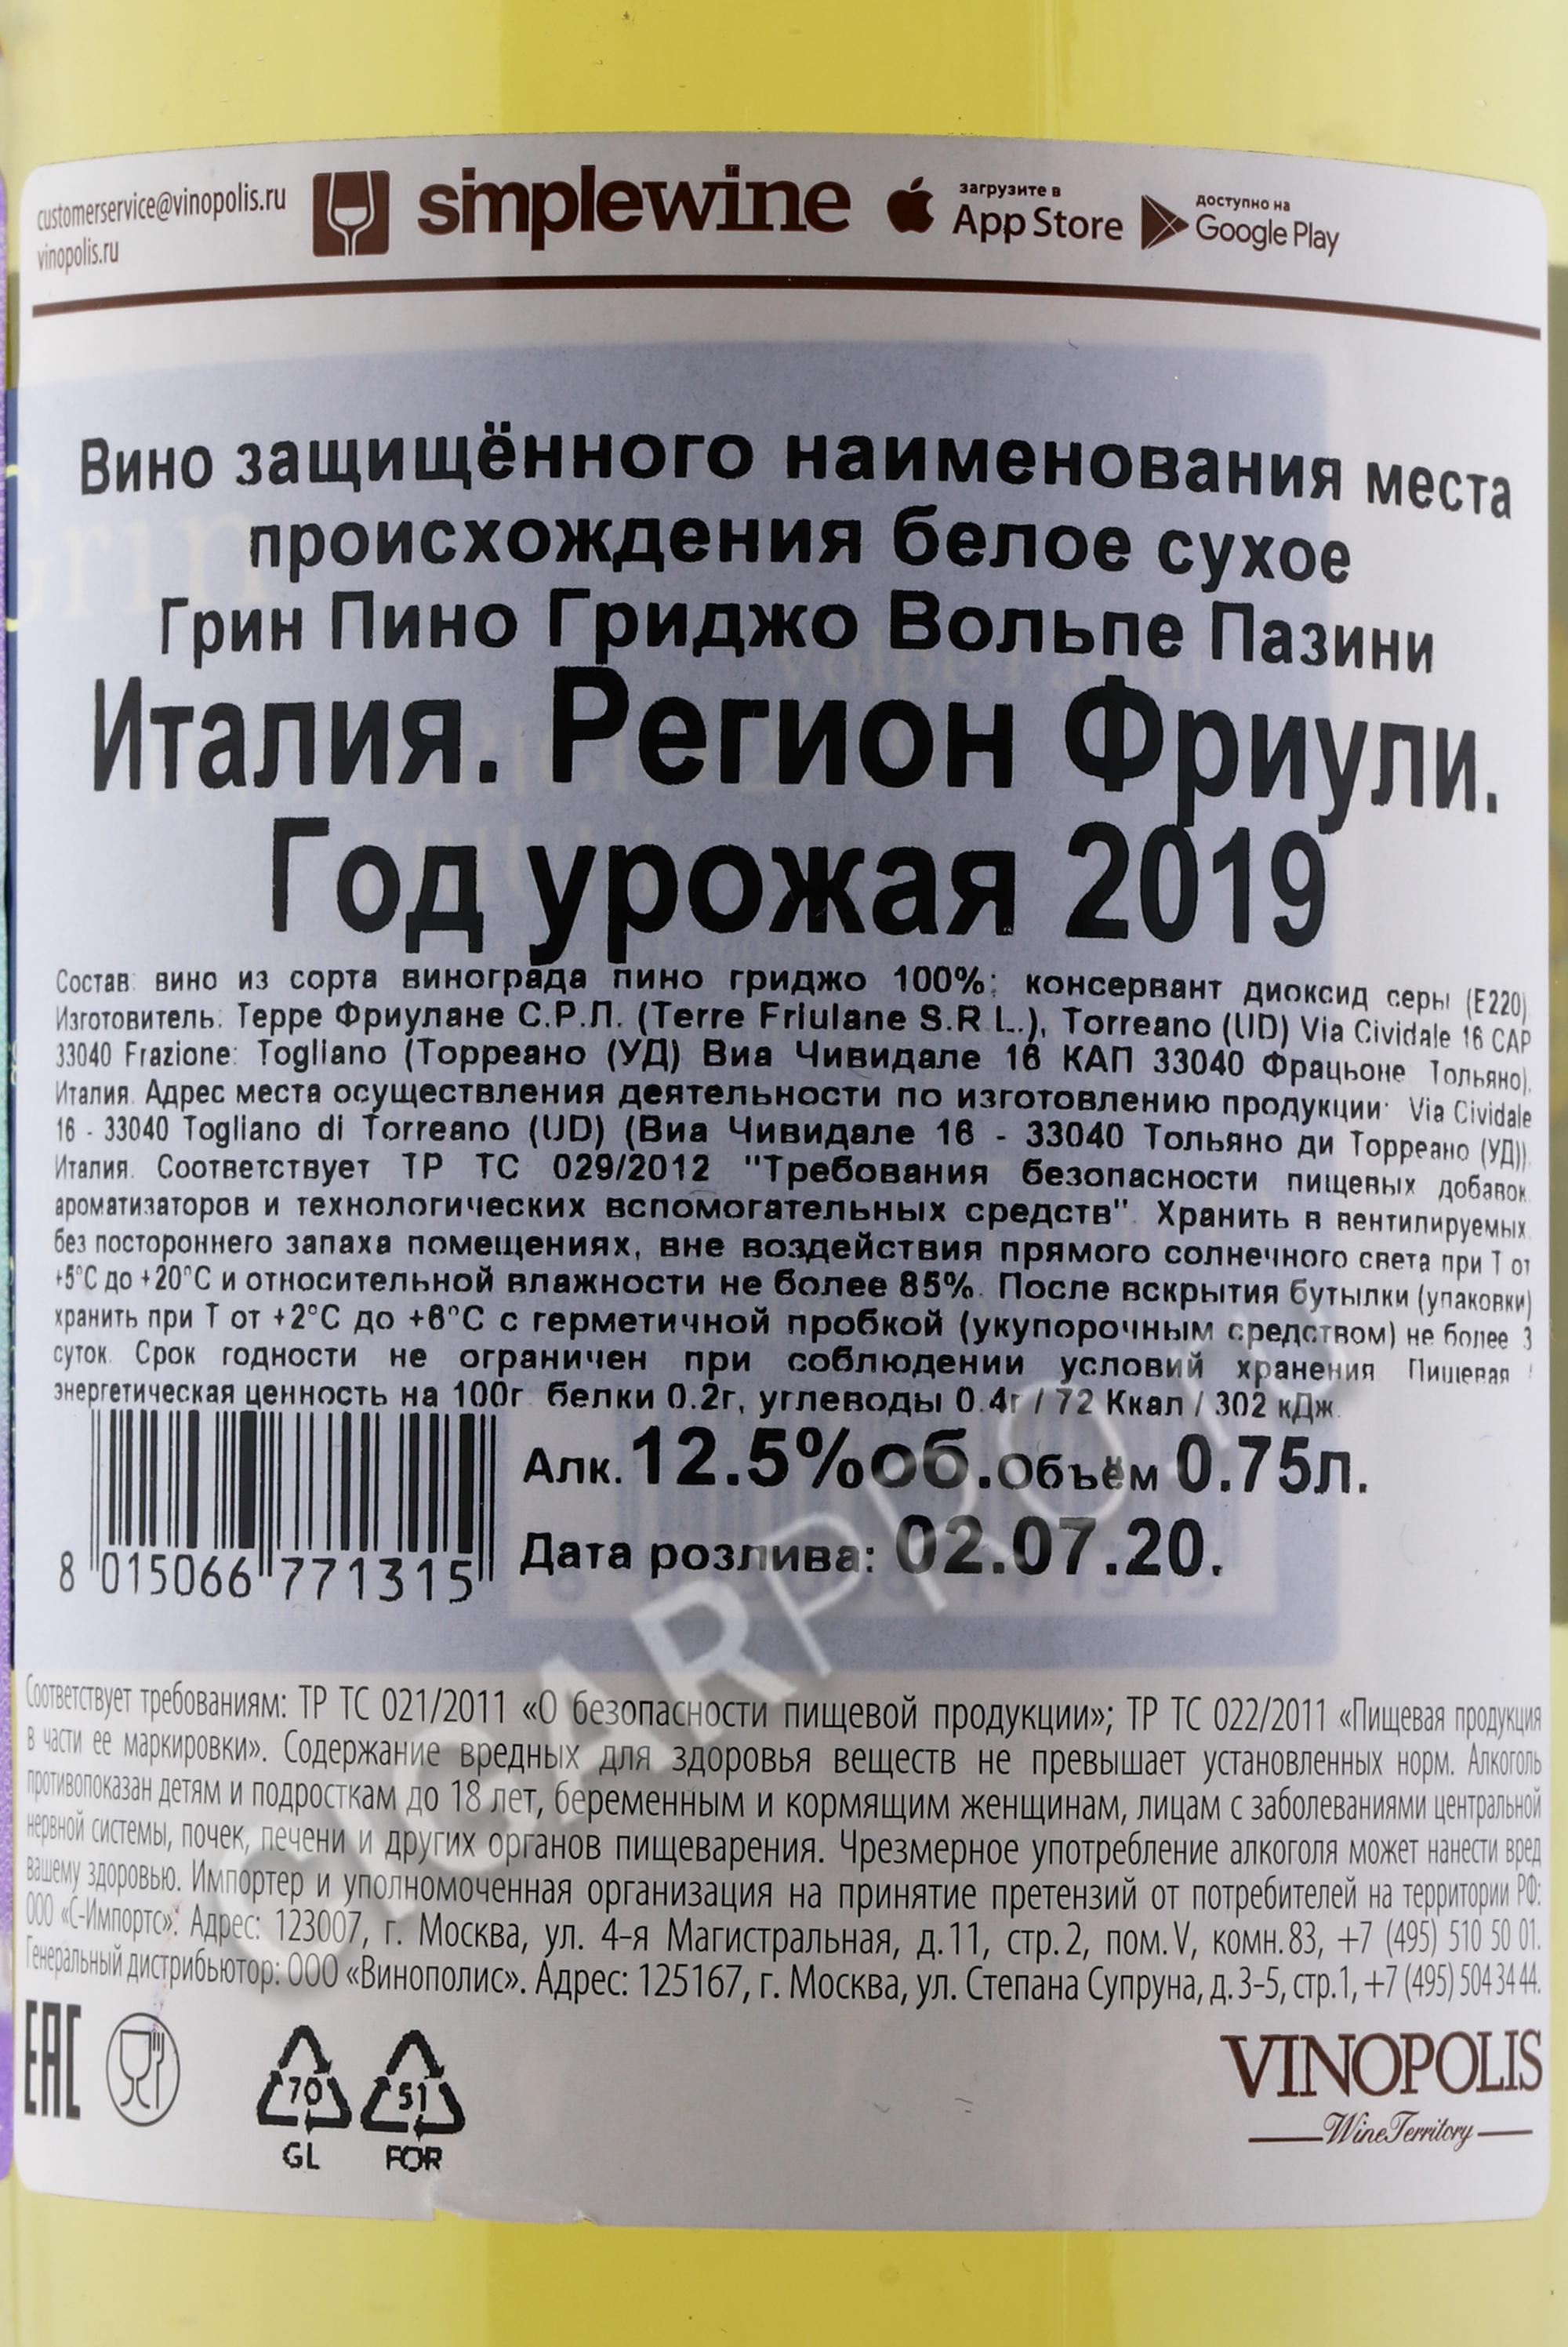 customerservice@vinopolis.ru
vinopolis.ru
simplewine
загрузите в
App Store
доступно на
Google Play
Вино защищённого наименования места
происхождения белое сухое
Грин Пино Гриджо Вольпе Пазини
Италия. Регион Фриули.
Год урожая 2019
Состав: вино из сорта винограда пино гриджо 100%; консервант диоксид серы (Е220)
Изготовитель: Терре Фриулане С.Р.Л. (Terre Friulane S.R.L.), Torreano (UD) Via Cividale 16 CAP
33040 Frazione: Togliano (Торреано (УД) Виа Чивидале 16 КАП 33040 Фрацьоне Тольяно),
Италия. Адрес места осуществления деятельности по изготовлению продукции: Via Cividale
16 - 33040 Togliano di Torreano (UD) (Виа Чивидале 16 - 33040 Тольяно ди Торреано (УД))
Италия. Соответствует ТР ТС 029/2012 "Требования безопасности пищевых добавок,
ароматизаторов и технологических вспомогательных средств". Хранить в вентилируемых,
без постороннего запаха помещениях, вне воздействия прямого солнечного света при Т от
+5°С до +20°С и относительной влажности не более 85%. После вскрытия бутылки (упаковки)
хранить при Т от +2°С до +6°С с герметичной пробкой (укупорочным средством) не более 3
суток. Срок годности не ограничен при соблюдении условий хранения. Пищевая /
энергетическая ценность на 100г: белки 0.2г, углеводы 0.4г / 72 Ккал / 302 кДж.
Алк. 12.5%об. Объём 0.75л.
Дата розлива: 02.07.20.
8 015066 771315
Соответствует требованиям: ТР ТС 021/2011 «О безопасности пищевой продукции»; ТР ТС 022/2011 «Пищевая продукция
в части ее маркировки». Содержание вредных для здоровья веществ не превышает установленных норм. Алкоголь
противопоказан детям и подросткам до 18 лет, беременным и кормящим женщинам, лицам с заболеваниями центральной
нервной системы, почек, печени и других органов пищеварения. Чрезмерное употребление алкоголя может нанести вред
вашему здоровью. Импортер и уполномоченная организация на принятие претензий от потребителей на территории РФ:
ООО «С-Импортс». Адрес: 123007, г. Москва, ул. 4-я Магистральная, д.11, стр.2, пом.V, комн.83, +7 (495) 510 50 01.
Генеральный дистрибьютор: ООО «Винополис». Адрес: 125167, г. Москва, ул. Степана Супруна, д.3-5, стр.1, +7 (495) 504 34 44.
EAC
70
GL
51
FOR
VINOPOLIS
Wine Territory
CIGARPRO.ru